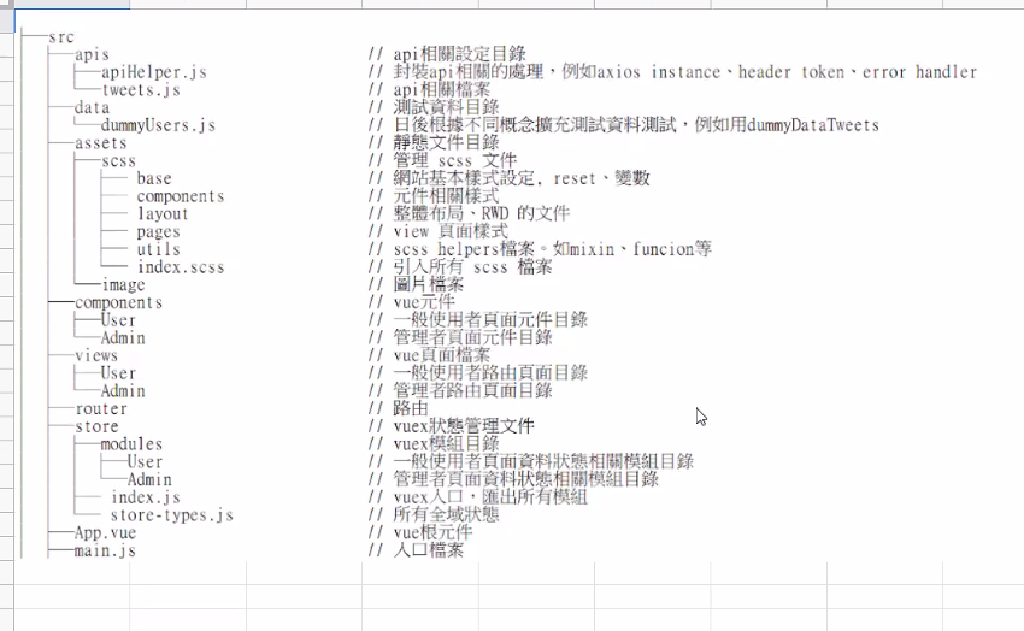 src
apis // api相關設定目錄
apiHelper.js // 封裝api相關的處理，例如axios instance、header token、error handler
tweets.js // api相關檔案
data // 測試資料目錄
dummyUsers.js // 日後根據不同概念擴充測試資料測試，例如用dummyDataTweets
assets // 靜態文件目錄
scss // 管理 scss 文件
base // 網站基本樣式設定, reset、變數
components // 元件相關樣式
layout // 整體布局、RWD 的文件
pages // view 頁面樣式
utils // scss helpers檔案。如mixin、funcion等
index.scss // 引入所有 scss 檔案
image // 圖片檔案
components // vue元件
User // 一般使用者頁面元件目錄
Admin // 管理者頁面元件目錄
views // vue頁面檔案
User // 一般使用者路由頁面目錄
Admin // 管理者路由頁面目錄
router // 路由
store // vuex狀態管理文件
modules // vuex模組目錄
User // 一般使用者頁面資料狀態相關模組目錄
Admin // 管理者頁面資料狀態相關模組目錄
index.js // vuex入口，匯出所有模組
store-types.js // 所有全域狀態
App.vue // vue根元件
main.js // 入口檔案